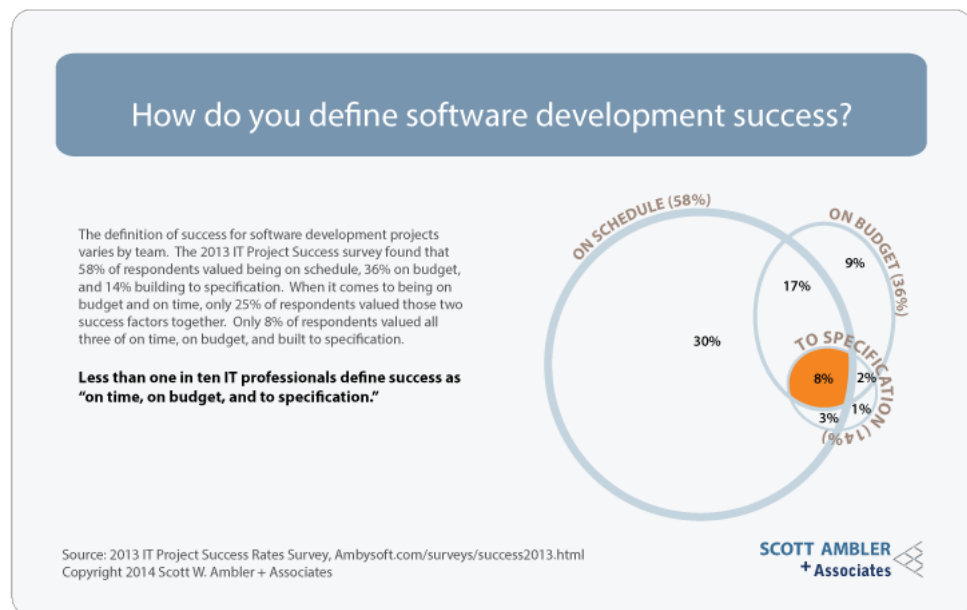 How do you define software development success?
The definition of success for software development projects
varies by team.  The 2013 IT Project Success survey found that
58% of respondents valued being on schedule, 36% on budget,
and 14% building to specification.  When it comes to being on
budget and on time, only 25% of respondents valued those two
success factors together.  Only 8% of respondents valued all
three of on time, on budget, and built to specification.
Less than one in ten IT professionals define success as
“on time, on budget, and to specification.”
ON SCHEDULE (58%)
ON BUDGET (36%)
9%
17%
30%
TO SPECIFICATION (14%)
8%
2%
3%
1%
Source: 2013 IT Project Success Rates Survey, Ambysoft.com/surveys/success2013.html
Copyright 2014 Scott W. Ambler + Associates
SCOTT AMBLER
+ Associates